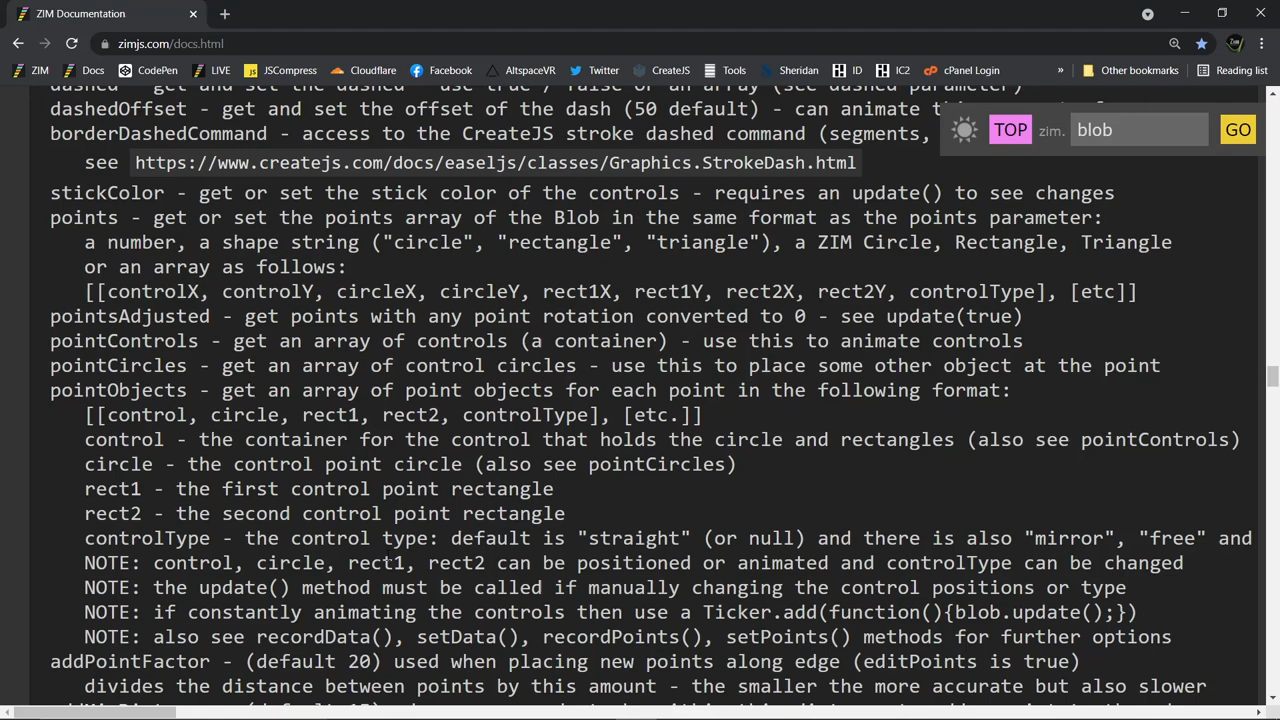 ZIM Documentation
zimjs.com/docs.html
ZIM
Docs
CodePen
LIVE
JSCompress
Cloudflare
Facebook
AltspaceVR
Twitter
CreateJS
Tools
Sheridan
ID
IC2
cPanel Login
»
Other bookmarks
Reading list
dashed - get and set the dashed - use true / false or an array (see dashed parameter)
dashedOffset - get and set the offset of the dash (50 default) - can animate
borderDashedCommand - access to the CreateJS stroke dashed command (segments,
TOP zim. blob GO
see https://www.createjs.com/docs/easeljs/classes/Graphics.StrokeDash.html
stickColor - get or set the stick color of the controls - requires an update() to see changes
points - get or set the points array of the Blob in the same format as the points parameter:
a number, a shape string ("circle", "rectangle", "triangle"), a ZIM Circle, Rectangle, Triangle
or an array as follows:
[[controlX, controlY, circleX, circleY, rect1X, rect1Y, rect2X, rect2Y, controlType], [etc]]
pointsAdjusted - get points with any point rotation converted to 0 - see update(true)
pointControls - get an array of controls (a container) - use this to animate controls
pointCircles - get an array of control circles - use this to place some other object at the point
pointObjects - get an array of point objects for each point in the following format:
[[control, circle, rect1, rect2, controlType], [etc.]]
control - the container for the control that holds the circle and rectangles (also see pointControls)
circle - the control point circle (also see pointCircles)
rect1 - the first control point rectangle
rect2 - the second control point rectangle
controlType - the control type: default is "straight" (or null) and there is also "mirror", "free" and
NOTE: control, circle, rect1, rect2 can be positioned or animated and controlType can be changed
NOTE: the update() method must be called if manually changing the control positions or type
NOTE: if constantly animating the controls then use a Ticker.add(function(){blob.update();})
NOTE: also see recordData(), setData(), recordPoints(), setPoints() methods for further options
addPointFactor - (default 20) used when placing new points along edge (editPoints is true)
divides the distance between points by this amount - the smaller the more accurate but also slower